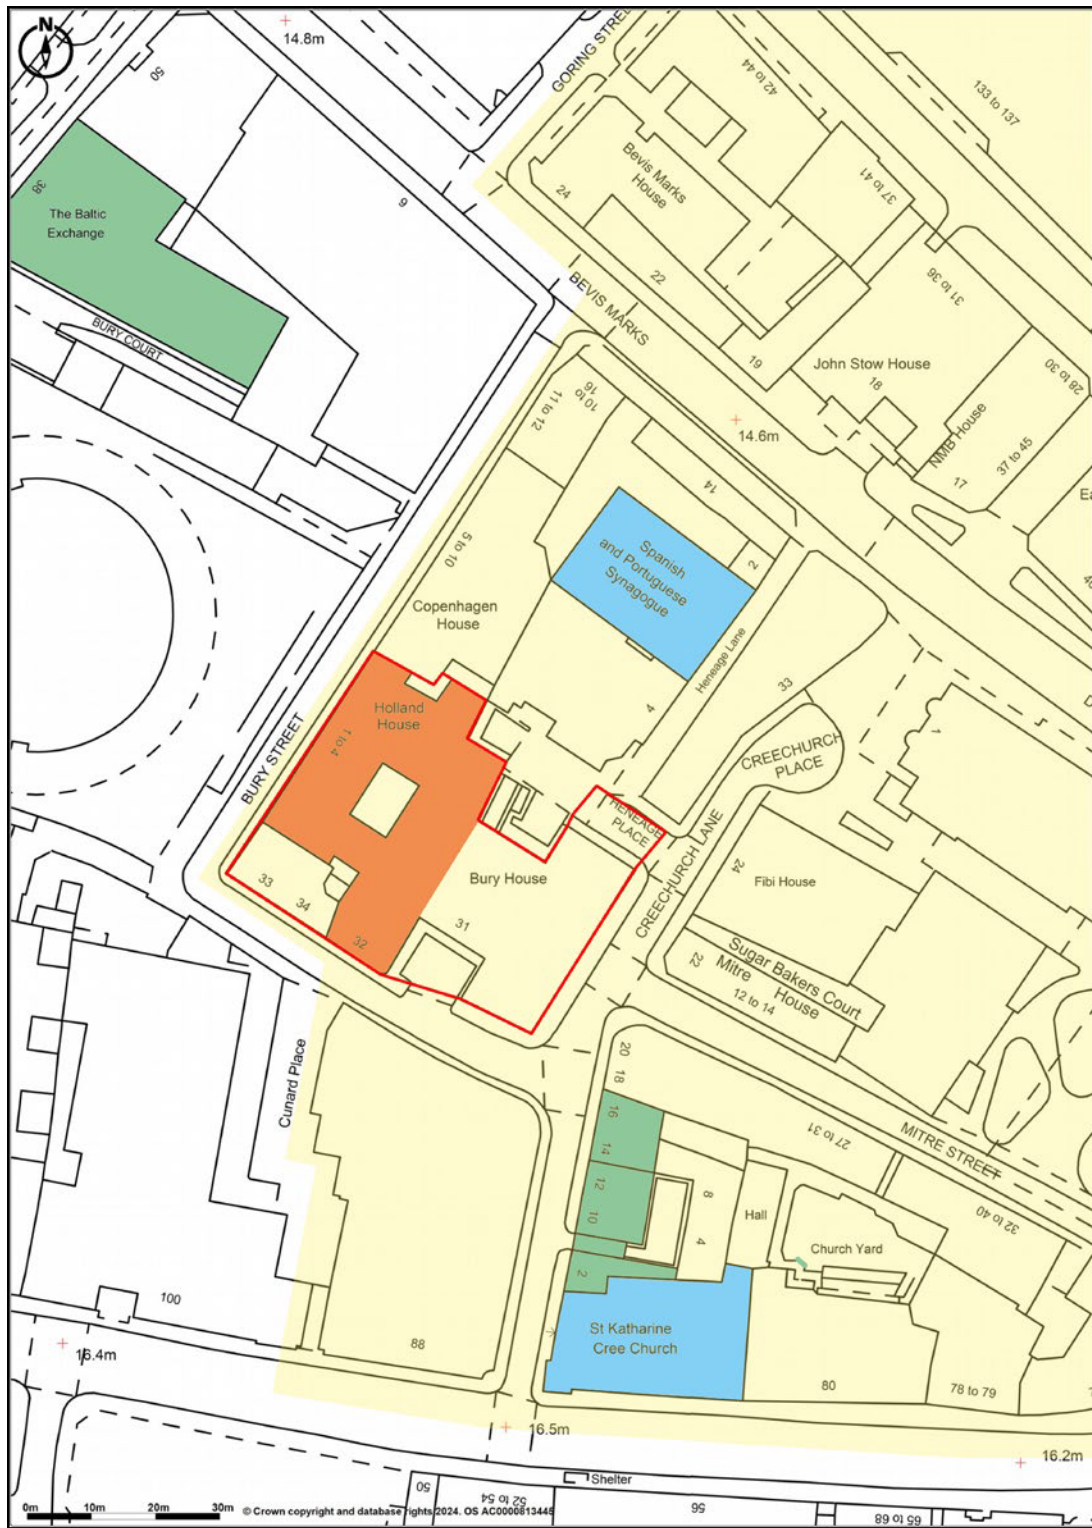 N
14.8m
GORING STREET
50
42 to 44
133 to 137
Bevis Marks
House
24
37 to 41
38
The Baltic
Exchange
6
22
31 to 36
BEVIS MARKS
BURY COURT
19
John Stow House
18
28 to 30
11 to 12
10 to
16
14.6m
NMB House
37 to 45
17
14
Spanish
and Portuguese
Synagogue
2
5 to 10
Copenhagen
House
Heneage Lane
33
4
Holland
House
1 to 4
BURY STREET
1
CREECHURCH
PLACE
HENEAGE
PLACE
CREECHURCH LANE
24
Fibi House
Bury House
33
34
31
32
Sugar Bakers Court
Mitre House
22
12 to 14
Cunard Place
20
18
16
14
12
10
2
27 to 31
MITRE STREET
8
4
Hall
32 to 40
Church Yard
100
88
St Katharine
Cree Church
80
78 to 79
16.4m
16.5m
16.2m
Shelter
50
52 to 54
56
65 to 68
0m 10m 20m 30m
© Crown copyright and database rights 2024. OS AC0000813445